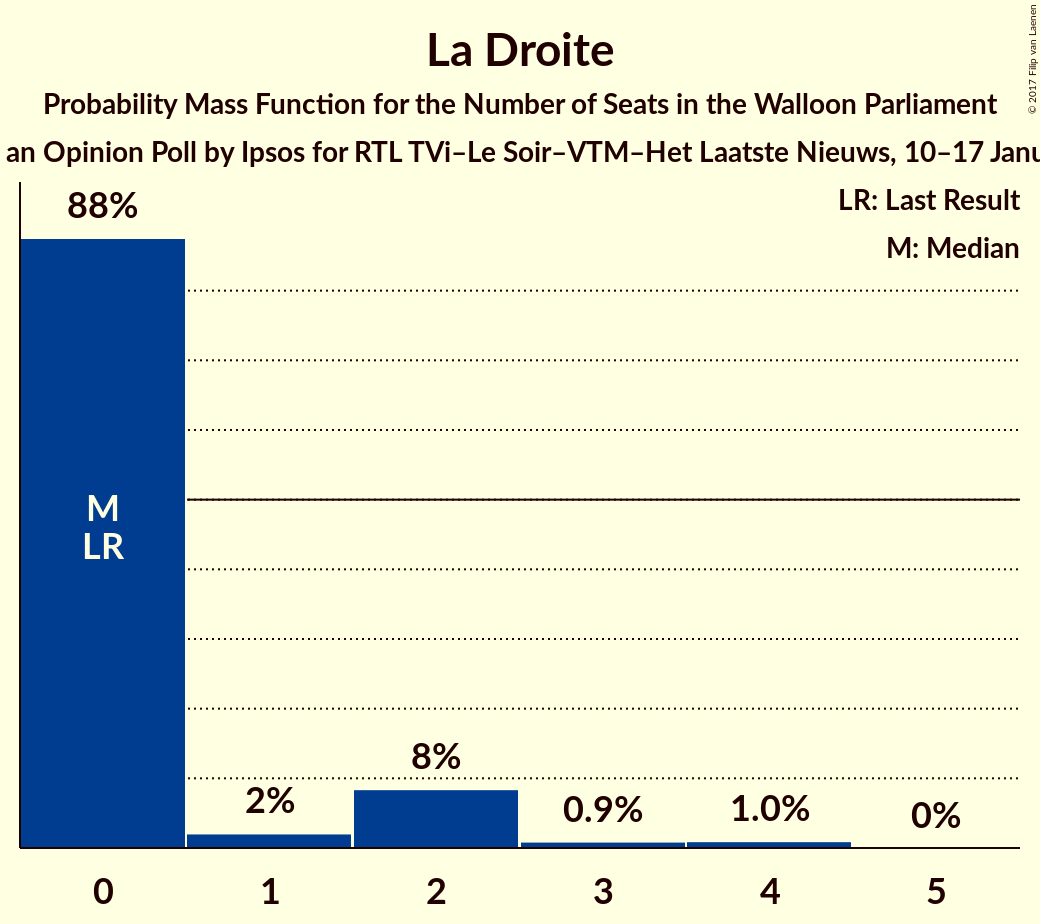 La Droite
Probability Mass Function for the Number of Seats in the Walloon Parliament
an Opinion Poll by Ipsos for RTL TVi–Le Soir–VTM–Het Laatste Nieuws, 10–17 Janu
© 2017 Filip van Laenen
LR: Last Result
M: Median
88%
M
LR
2%
8%
0.9%
1.0%
0%
0 1 2 3 4 5